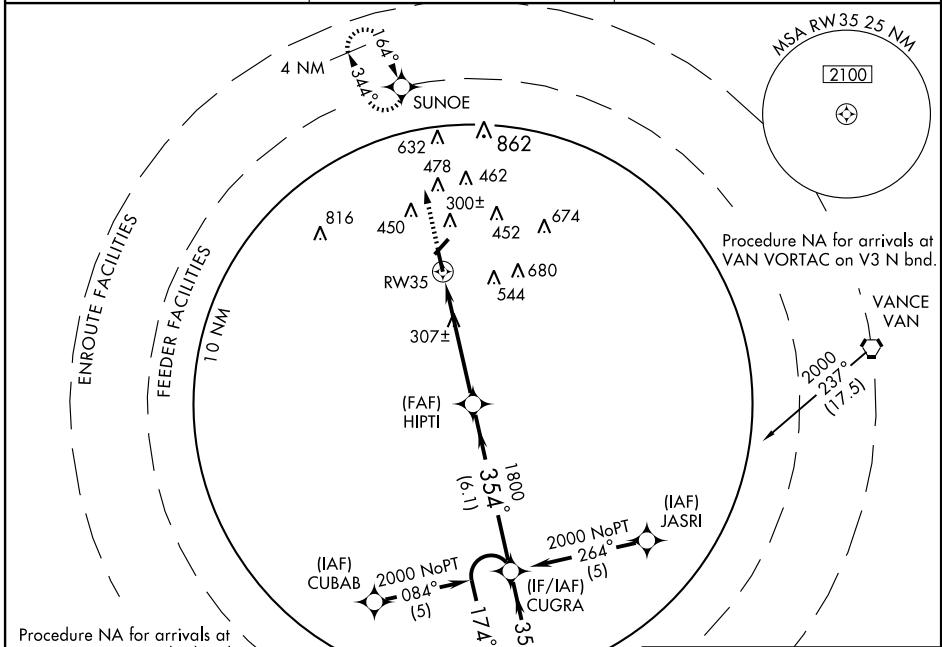 MSA RW35 25 NM
2100
164°
344°
4 NM
SUNOE
632
862
478
462
300±
816
450
452
674
RW35
680
544
307±
Procedure NA for arrivals at
VAN VORTAC on V3 N bnd.
VANCE
VAN
2000
237°
(17.5)
ENROUTE FACILITIES
FEEDER FACILITIES
10 NM
(FAF)
HIPTI
1800
354°
(6.1)
(IAF)
JASRI
2000 NoPT
264°
(5)
(IF/IAF)
CUGRA
(IAF)
CUBAB
2000 NoPT
084°
(5)
174°
35
Procedure NA for arrivals at